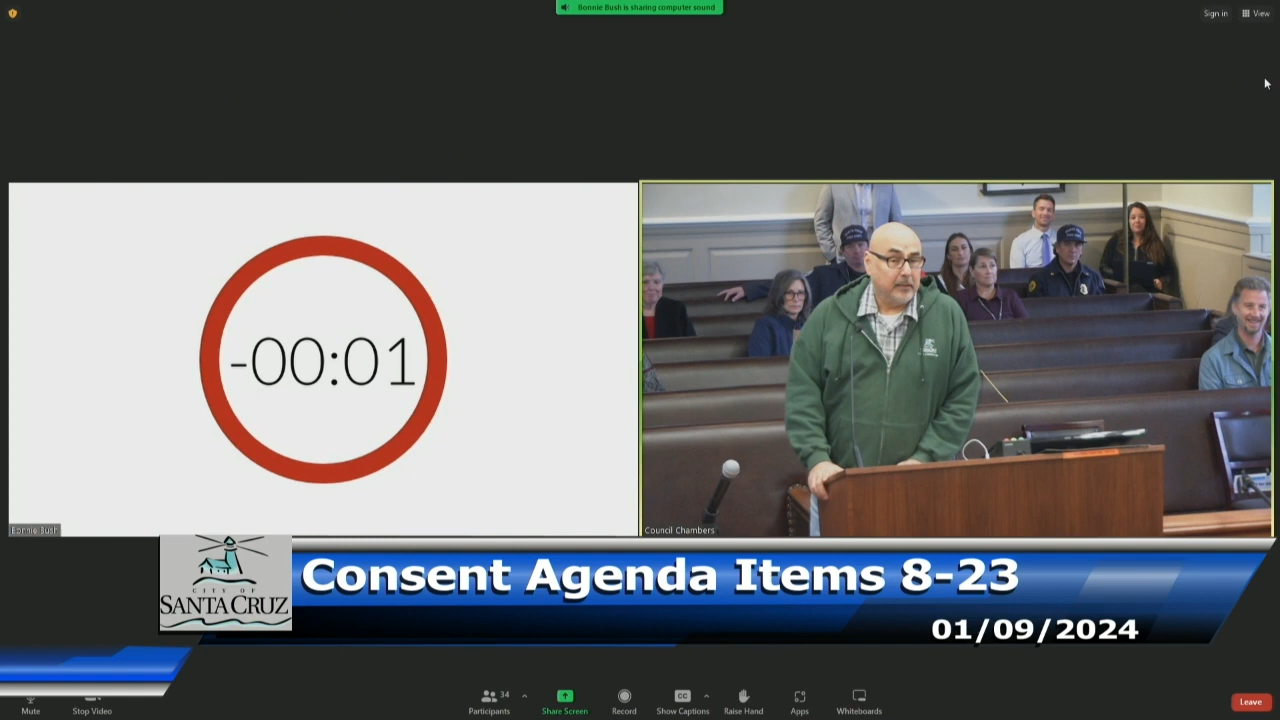 Bonnie Bush is sharing computer sound
Sign in
View
-00:01
Bonnie Bush
Council Chambers
CITY OF
SANTA CRUZ
Consent Agenda Items 8-23
01/09/2024
Mute
Stop Video
Participants
34
Share Screen
CC
Record
Show Captions
Raise Hand
Apps
Whiteboards
Leave